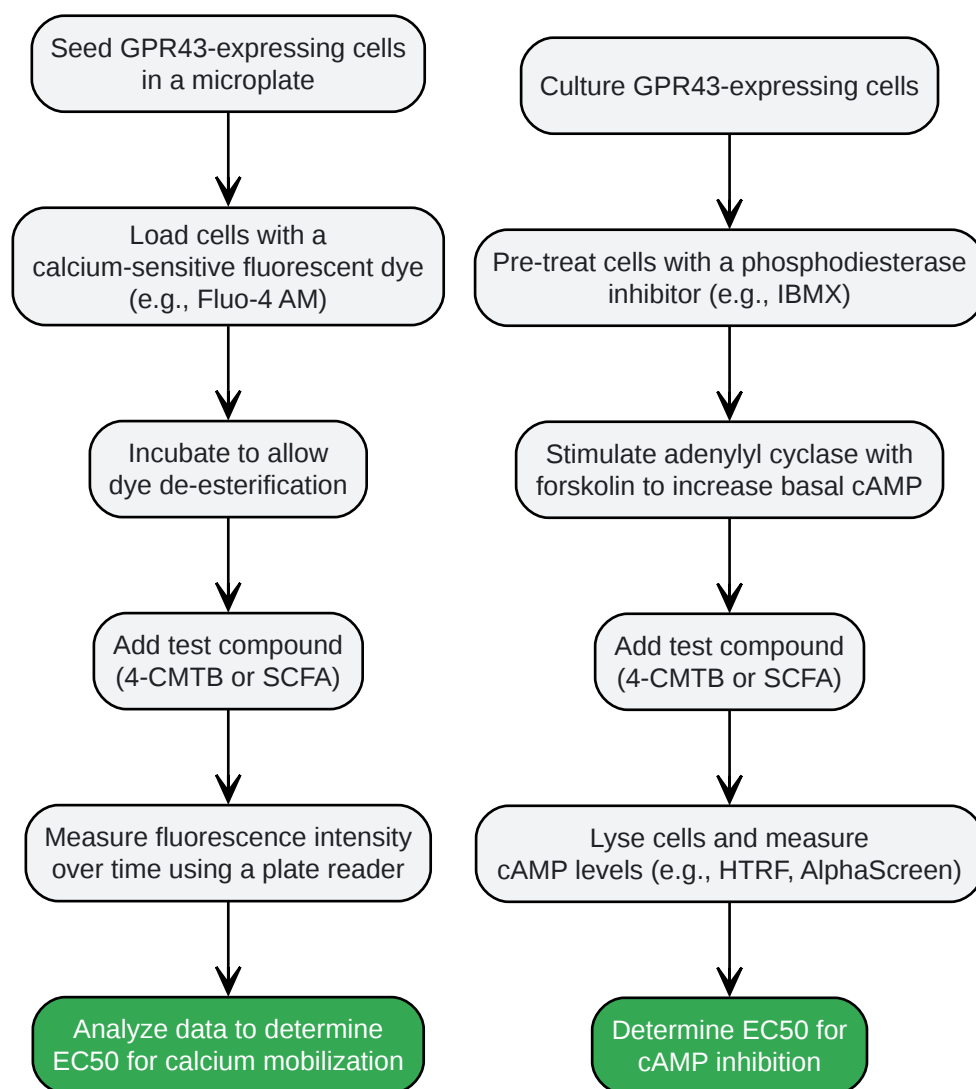 Seed GPR43-expressing cells
in a microplate
Load cells with a
calcium-sensitive fluorescent dye
(e.g., Fluo-4 AM)
Incubate to allow
dye de-esterification
Add test compound
(4-CMTB or SCFA)
Measure fluorescence intensity
over time using a plate reader
Analyze data to determine
EC50 for calcium mobilization
Culture GPR43-expressing cells
Pre-treat cells with a phosphodiesterase
inhibitor (e.g., IBMX)
Stimulate adenylyl cyclase with
forskolin to increase basal cAMP
Add test compound
(4-CMTB or SCFA)
Lyse cells and measure
cAMP levels (e.g., HTRF, AlphaScreen)
Determine EC50 for
cAMP inhibition